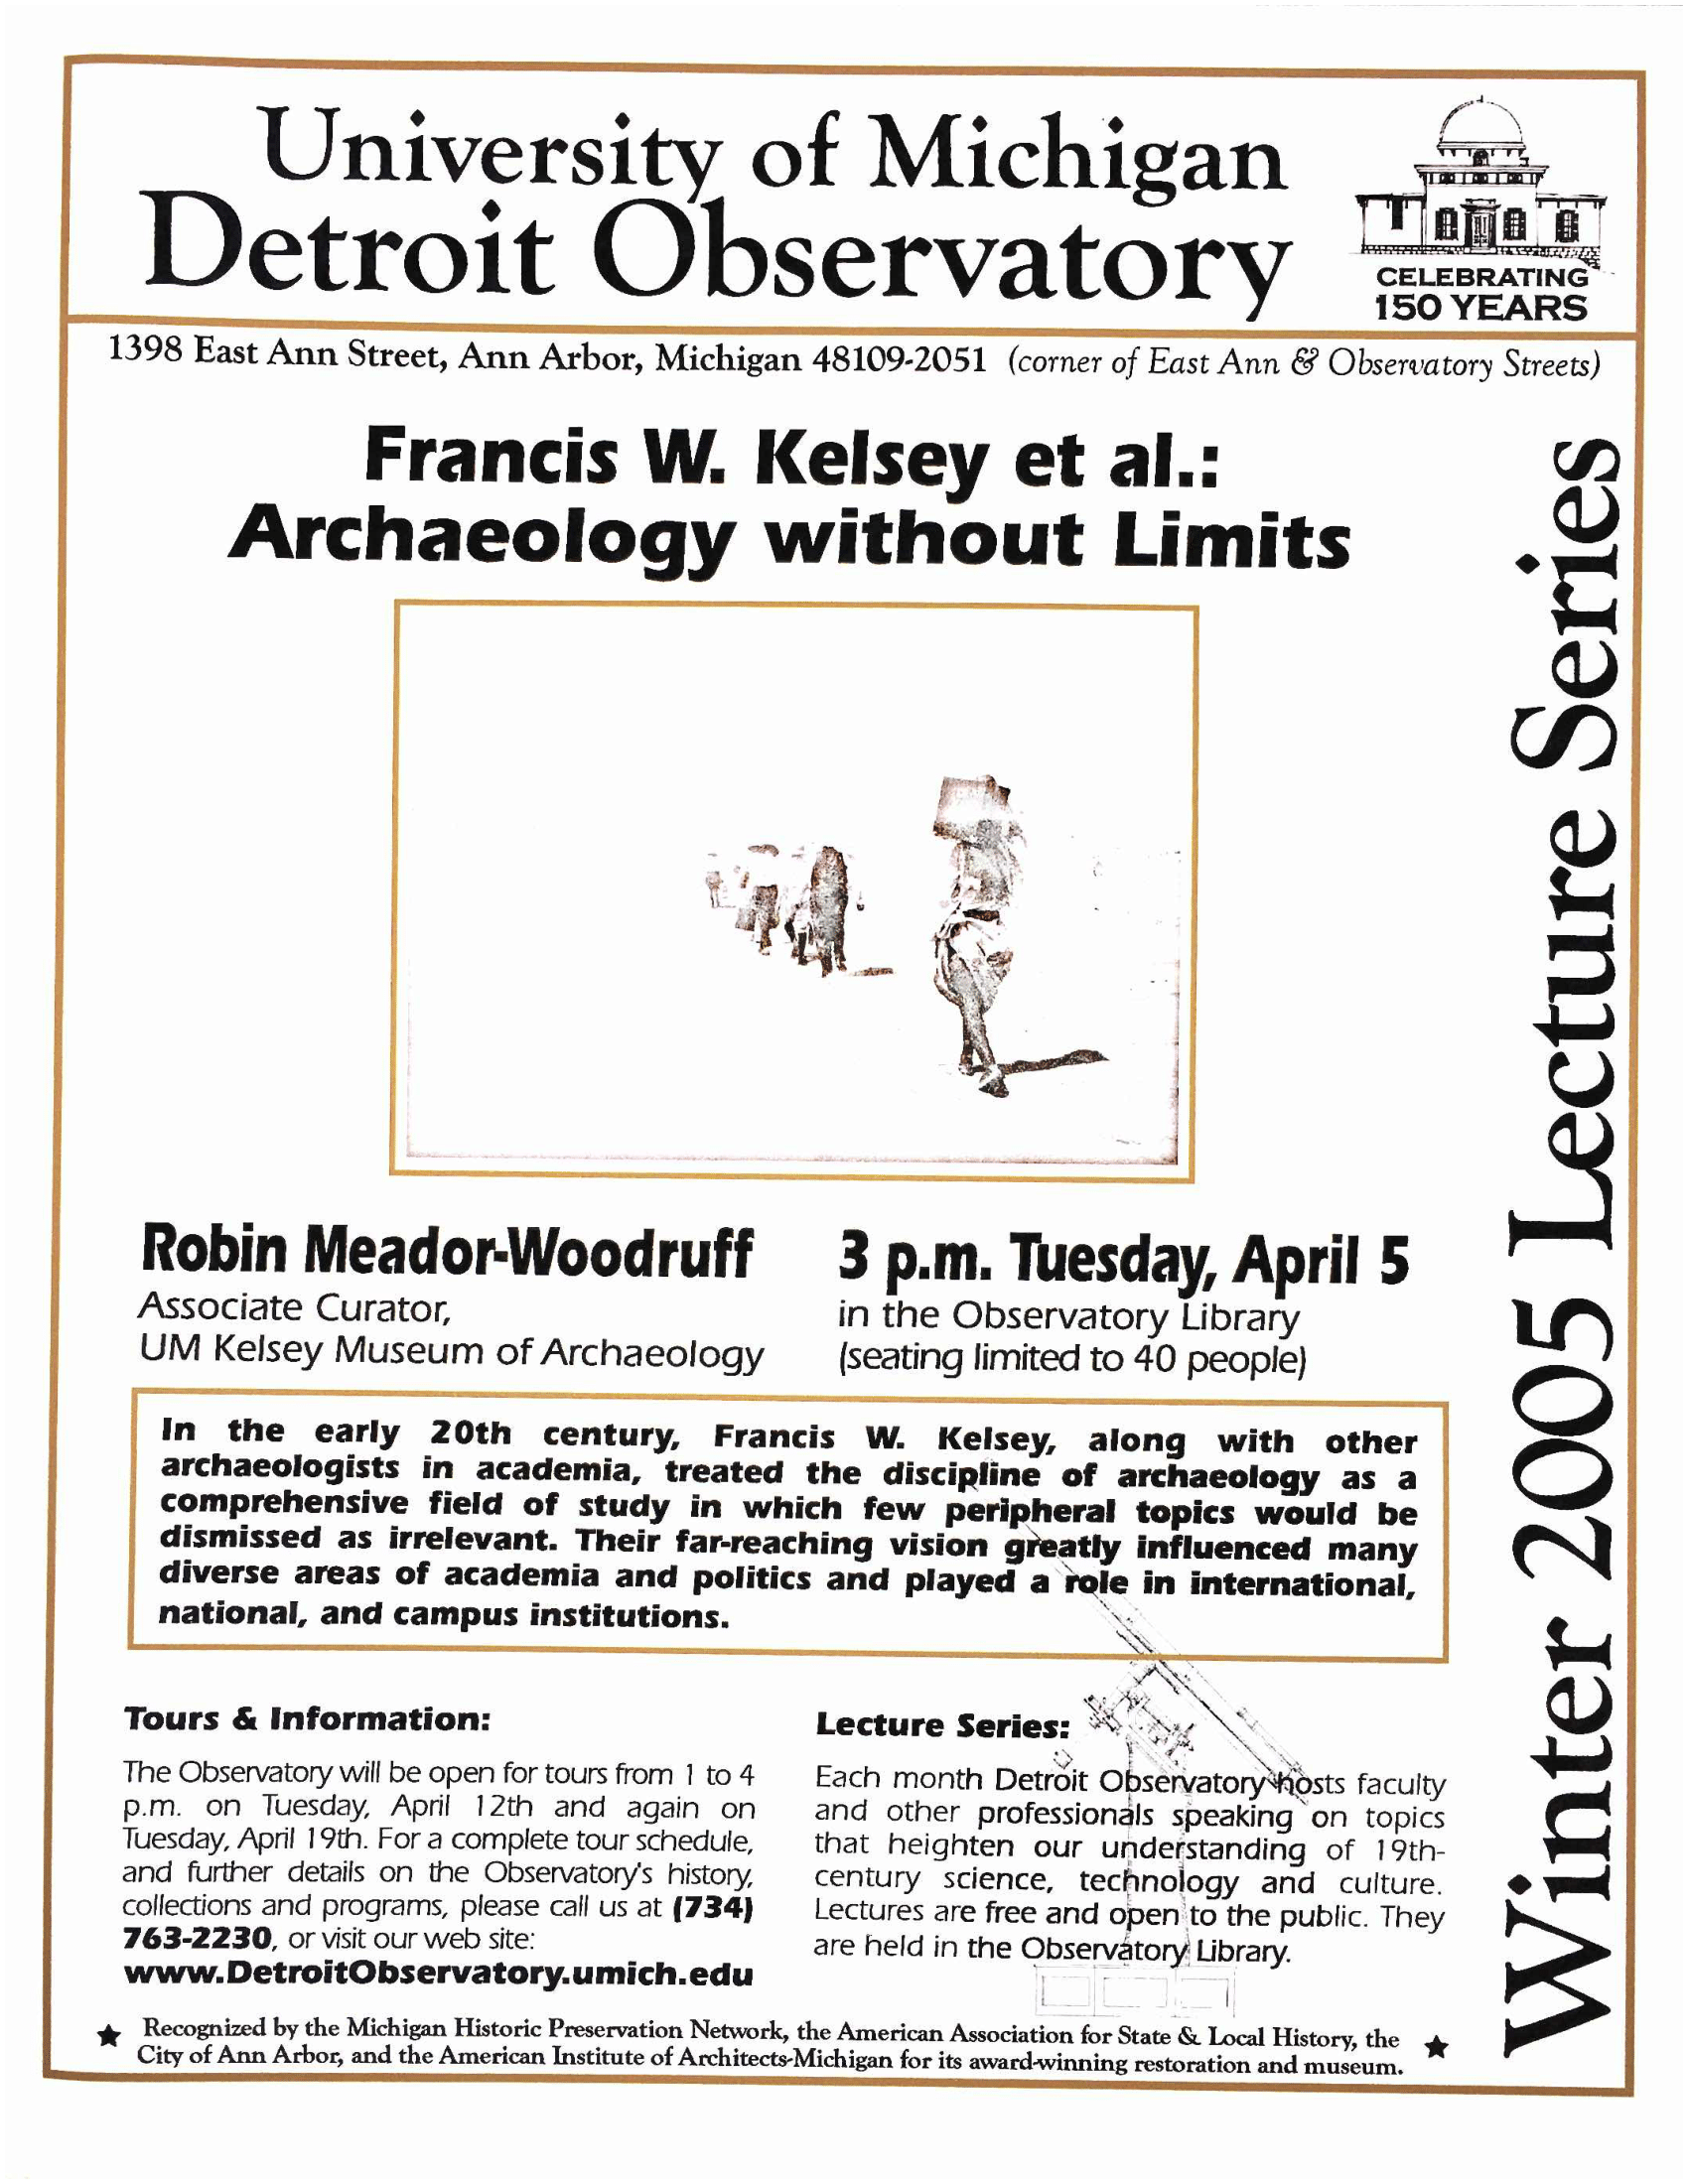 University of Michigan
Detroit Observatory
CELEBRATING
150 YEARS
1398 East Ann Street, Ann Arbor, Michigan 48109-2051 (corner of East Ann & Observatory Streets)
Francis W. Kelsey et al.:
Archaeology without Limits
Winter 2005 Lecture Series
Robin Meador-Woodruff
Associate Curator,
UM Kelsey Museum of Archaeology
3 p.m. Tuesday, April 5
in the Observatory Library
(seating limited to 40 people)
In the early 20th century, Francis W. Kelsey, along with other
archaeologists in academia, treated the discipline of archaeology as a
comprehensive field of study in which few peripheral topics would be
dismissed as irrelevant. Their far-reaching vision greatly influenced many
diverse areas of academia and politics and played a role in international,
national, and campus institutions.
Tours & Information:
The Observatory will be open for tours from 1 to 4
p.m. on Tuesday, April 12th and again on
Tuesday, April 19th. For a complete tour schedule,
and further details on the Observatory's history,
collections and programs, please call us at (734)
763-2230, or visit our web site:
www.DetroitObservatory.umich.edu
Lecture Series:
Each month Detroit Observatory hosts faculty
and other professionals speaking on topics
that heighten our understanding of 19th-
century science, technology and culture.
Lectures are free and open to the public. They
are held in the Observatory Library.
★ Recognized by the Michigan Historic Preservation Network, the American Association for State & Local History, the ★
City of Ann Arbor, and the American Institute of Architects-Michigan for its award-winning restoration and museum.